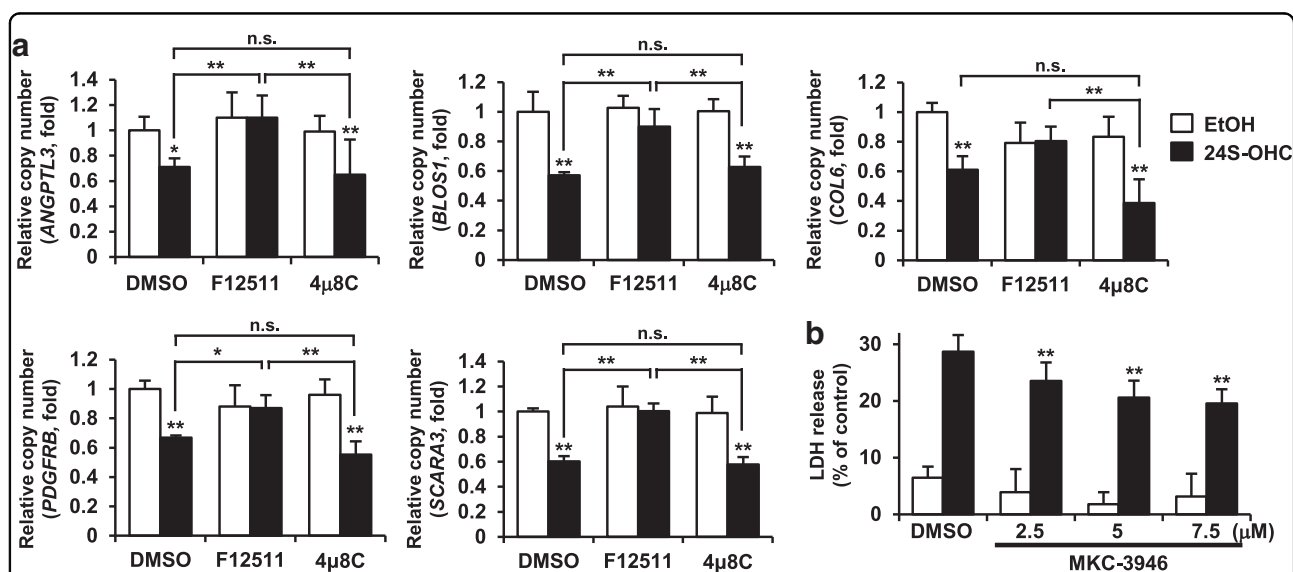 a
n.s.
** **
Relative copy number
(ANGPTL3, fold)
1.4
1.2
1
0.8
0.6
0.4
0.2
0
*
**
DMSO F12511 4μ8C
n.s.
** **
Relative copy number
(BLOS1, fold)
1.2
1
0.8
0.6
0.4
0.2
0
**
**
DMSO F12511 4μ8C
n.s.
**
Relative copy number
(COL6, fold)
1.2
1
0.8
0.6
0.4
0.2
0
**
**
DMSO F12511 4μ8C
EtOH
24S-OHC
n.s.
* **
Relative copy number
(PDGFRB, fold)
1.2
1
0.8
0.6
0.4
0.2
0
**
**
DMSO F12511 4μ8C
n.s.
** **
Relative copy number
(SCARA3, fold)
1.4
1.2
1
0.8
0.6
0.4
0.2
0
**
**
DMSO F12511 4μ8C
b
LDH release
(% of control)
30
20
10
0
** ** **
DMSO 2.5 5 7.5 (μM)
MKC-3946